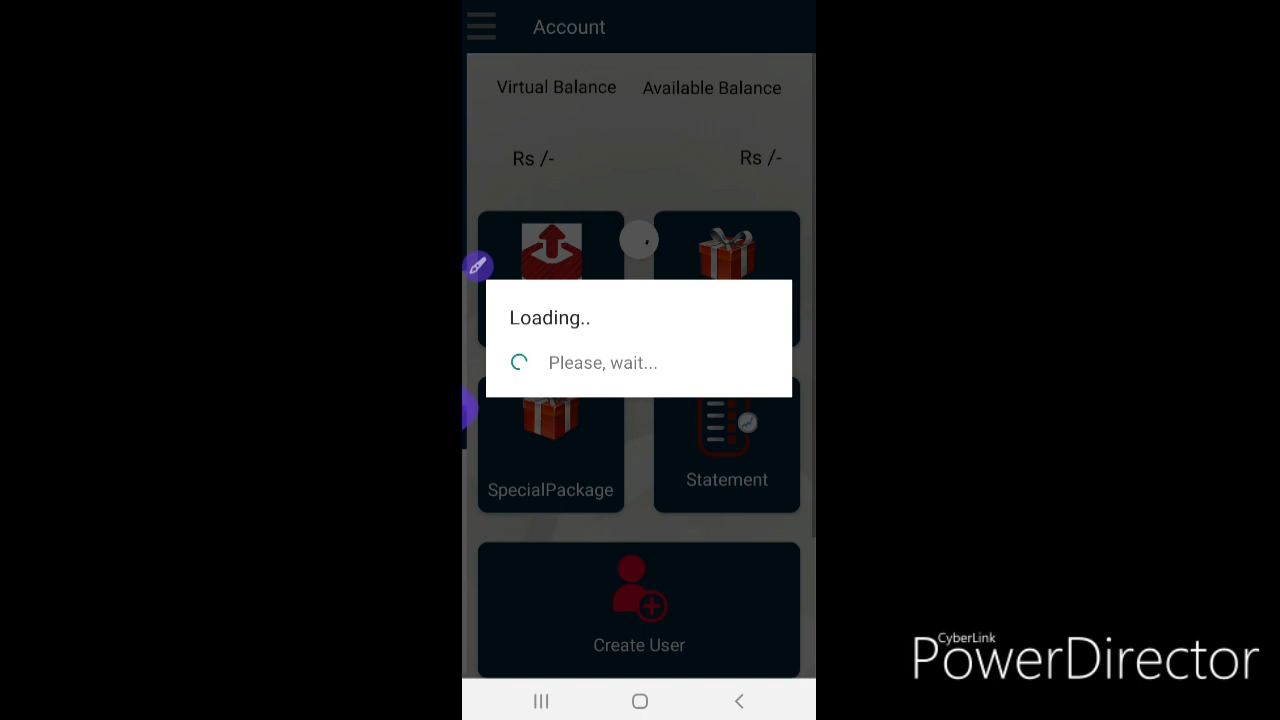 Account
Virtual Balance Available Balance
Rs /- Rs /-
Loading..
Please, wait...
SpecialPackage Statement
Create User
CyberLink
PowerDirector